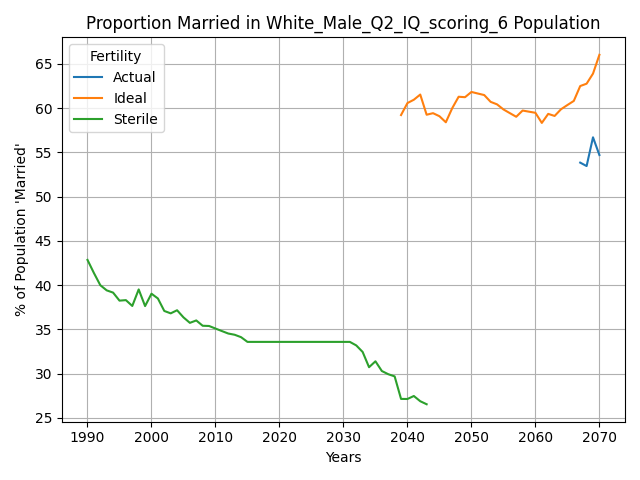 Proportion Married in White_Male_Q2_IQ_scoring_6 Population
Fertility
Actual
Ideal
Sterile
% of Population 'Married'
65
60
55
50
45
40
35
30
25
1990 2000 2010 2020 2030 2040 2050 2060 2070
Years